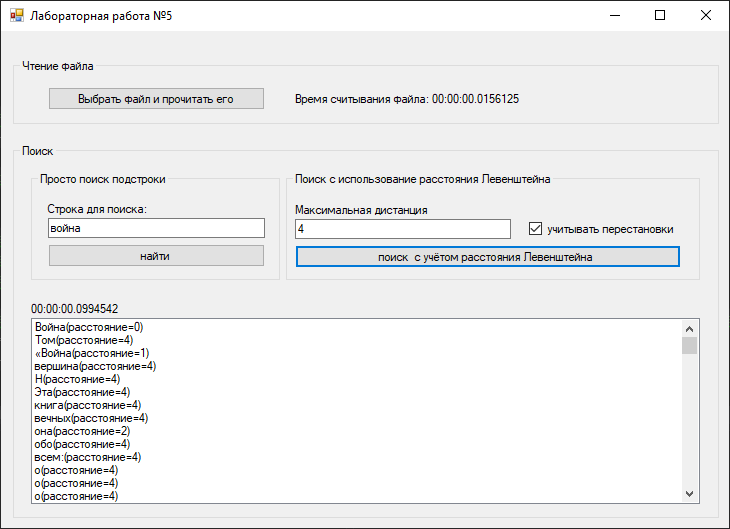 Лабораторная работа №5
Чтение файла
Выбрать файл и прочитать его
Время считывания файла: 00:00:00.0156125
Поиск
Просто поиск подстроки
Строка для поиска:
война
найти
Поиск с использование расстояния Левенштейна
Максимальная дистанция
4
учитывать перестановки
поиск с учётом расстояния Левенштейна
00:00:00.0994542
Война(расстояние=0)
Том(расстояние=4)
«Война(расстояние=1)
вершина(расстояние=4)
Н(расстояние=4)
Эта(расстояние=4)
книга(расстояние=4)
вечных(расстояние=4)
она(расстояние=2)
обо(расстояние=4)
всем:(расстояние=4)
о(расстояние=4)
о(расстояние=4)
о(расстояние=4)